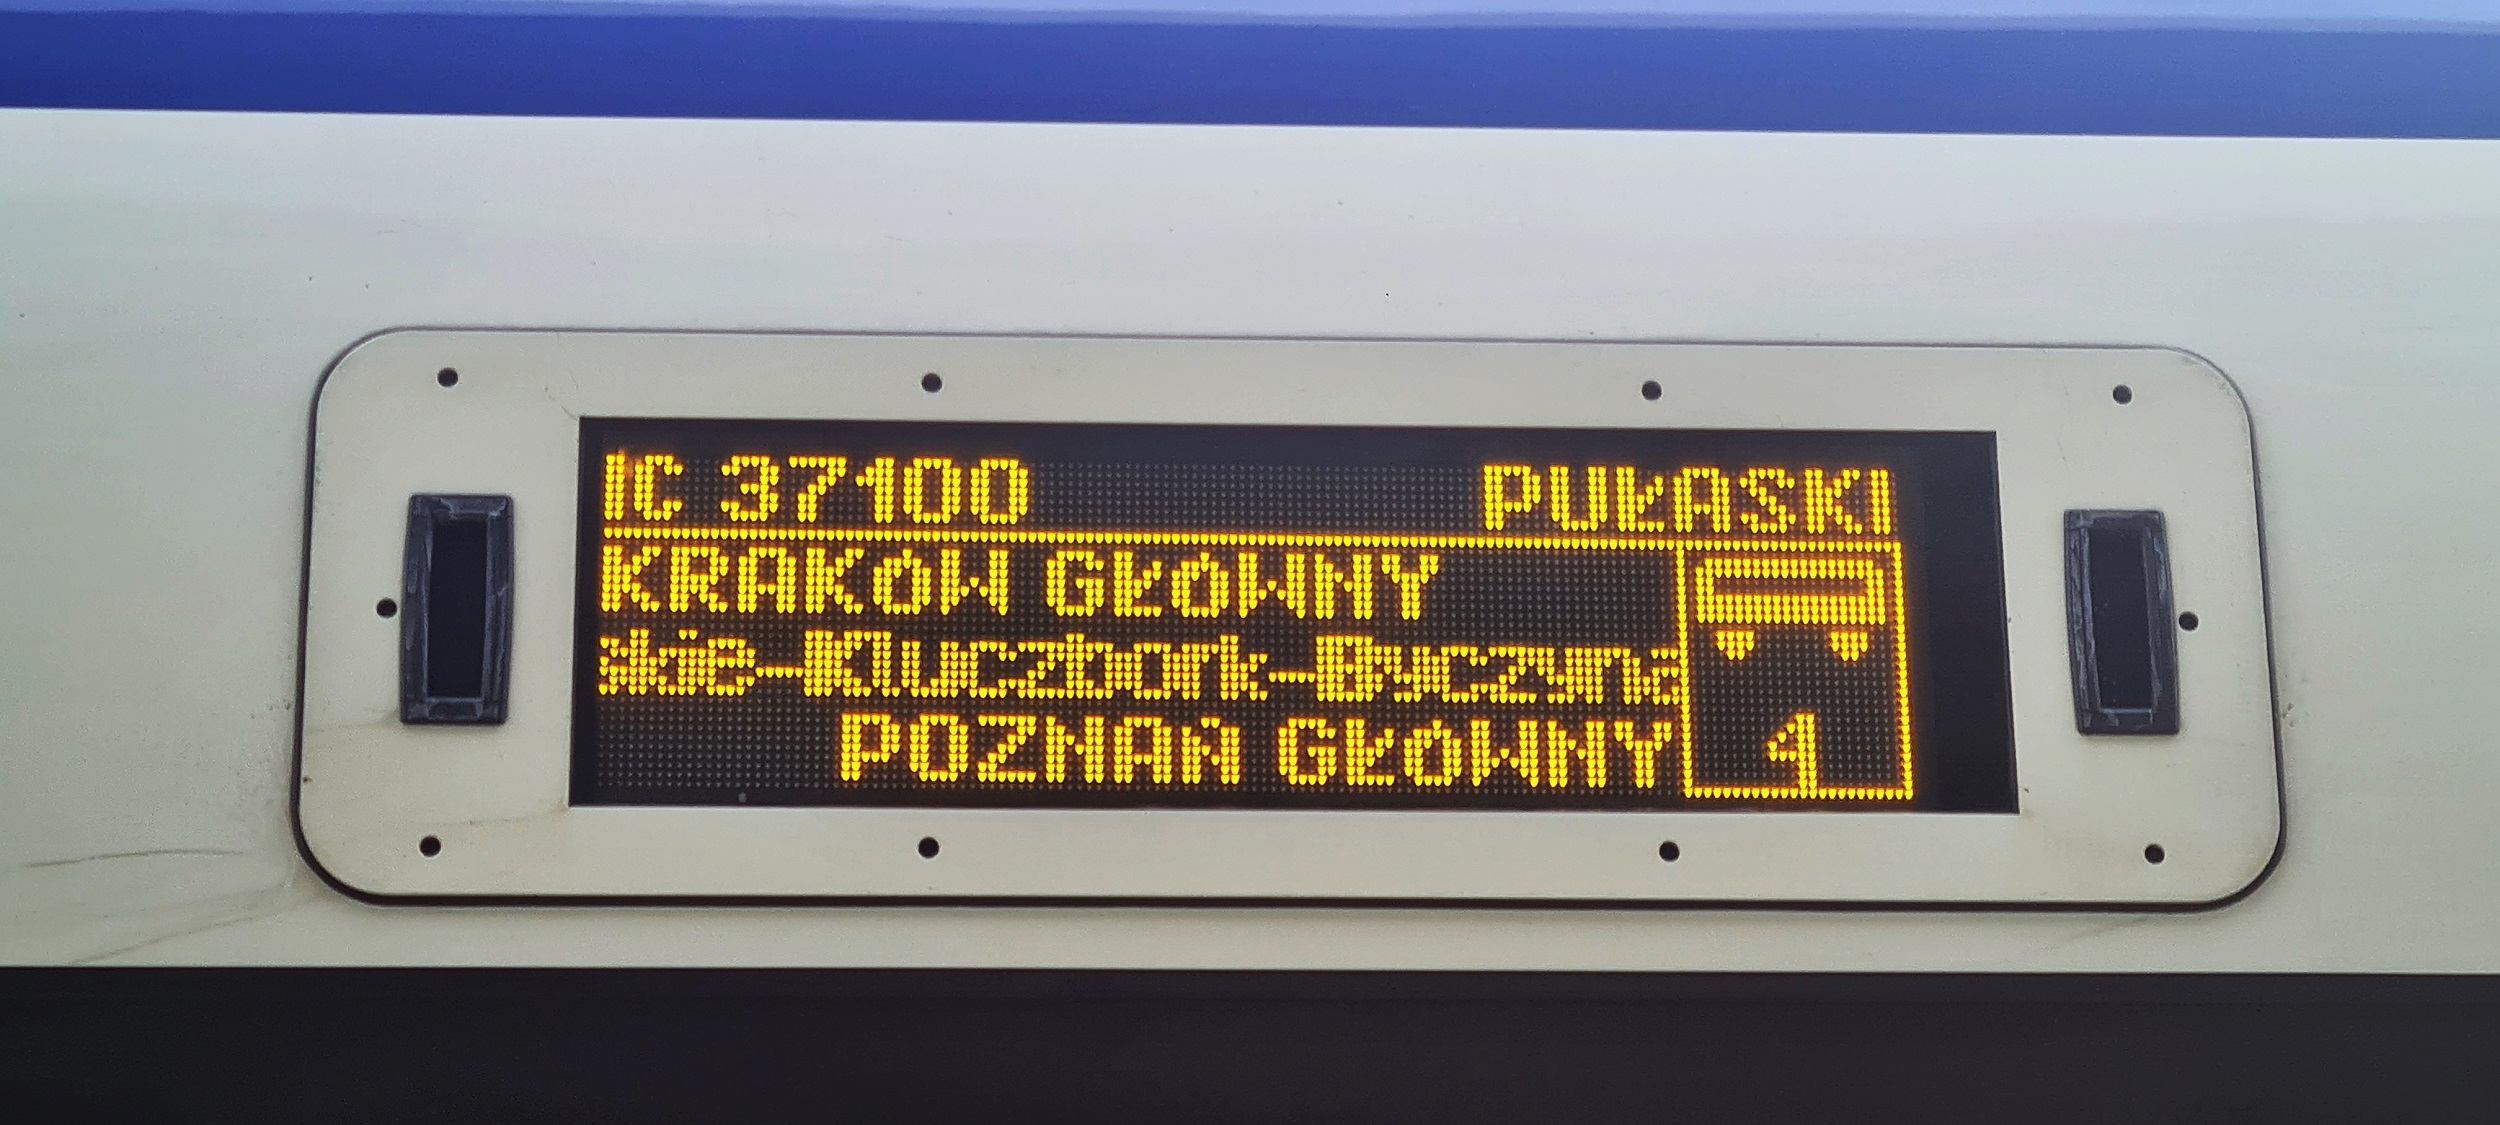 IC 37100 PUŁASKI
KRAKÓW GŁÓWNY
skie-Kluczbork-Byczyna
POZNAŃ GŁÓWNY
4